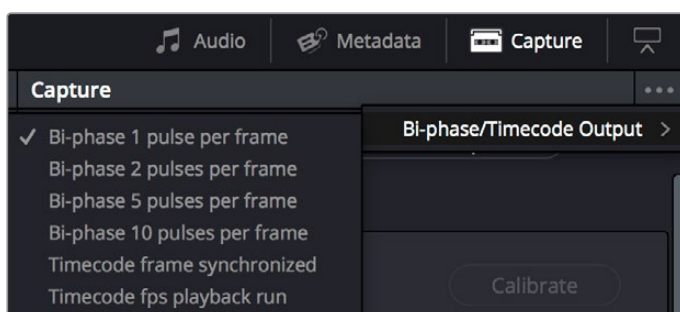 Audio
Metadata
Capture
Capture
Bi-phase/Timecode Output
Bi-phase 1 pulse per frame
Bi-phase 2 pulses per frame
Bi-phase 5 pulses per frame
Bi-phase 10 pulses per frame
Timecode frame synchronized
Timecode fps playback run
Calibrate